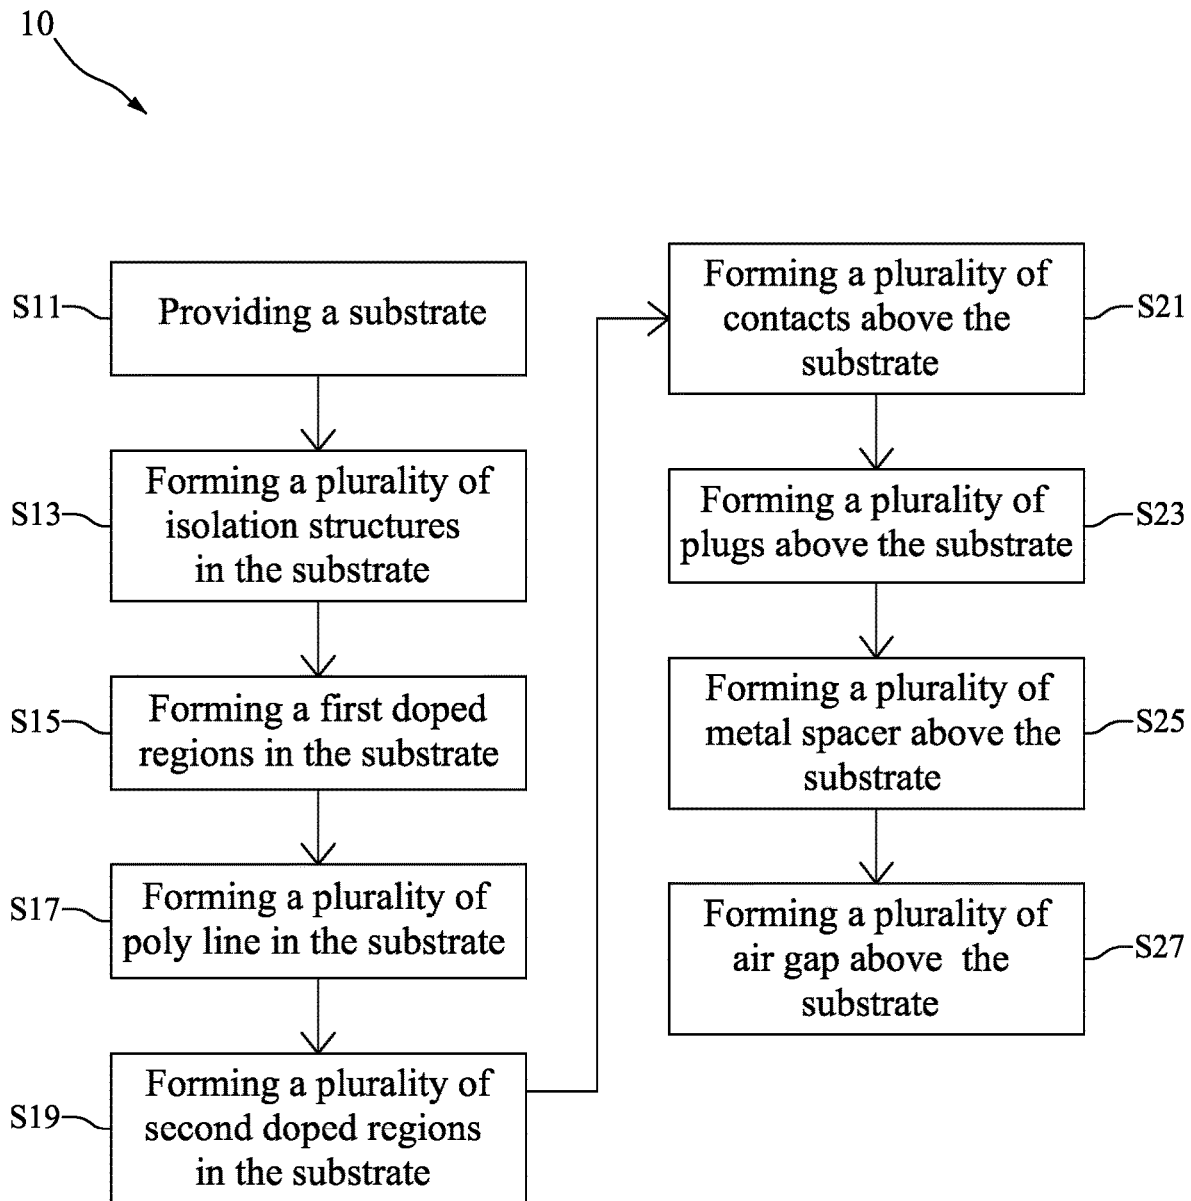 10
S11
Providing a substrate
S13
Forming a plurality of
isolation structures
in the substrate
S15
Forming a first doped
regions in the substrate
S17
Forming a plurality of
poly line in the substrate
S19
Forming a plurality of
second doped regions
in the substrate
Forming a plurality of
contacts above the
substrate
S21
Forming a plurality of
plugs above the substrate
S23
Forming a plurality of
metal spacer above the
substrate
S25
Forming a plurality of
air gap above the
substrate
S27